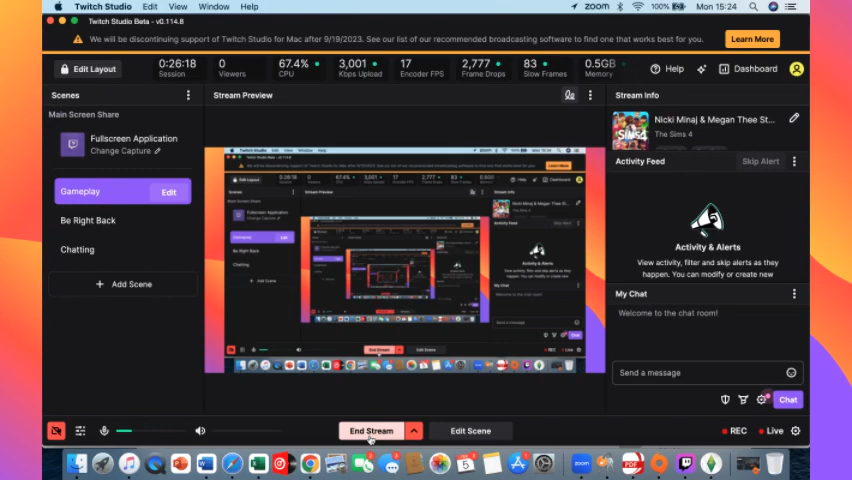 Twitch Studio Edit View Window Help
zoom 100% Mon 15:24
Twitch Studio Beta - v0.114.8
We will be discontinuing support of Twitch Studio for Mac after 9/19/2023. See our list of our recommended broadcasting software to find one that works best for you.
Learn More
Edit Layout
0:26:18 0 67.4% 3,001 17 2,777 83 0.5GB
Session Viewers CPU Kbps Upload Encoder FPS Frame Drops Slow Frames Memory
Help
Dashboard
Scenes
Stream Preview
Stream Info
Main Screen Share
Fullscreen Application
Change Capture
Gameplay Edit
Be Right Back
Chatting
+ Add Scene
Nicki Minaj & Megan Thee St...
The Sims 4
Activity Feed Skip Alert
Activity & Alerts
View activity, filter and skip alerts as they
happen. You can modify or create new
My Chat
Welcome to the chat room!
Send a message
Chat
End Stream
Edit Scene
REC Live